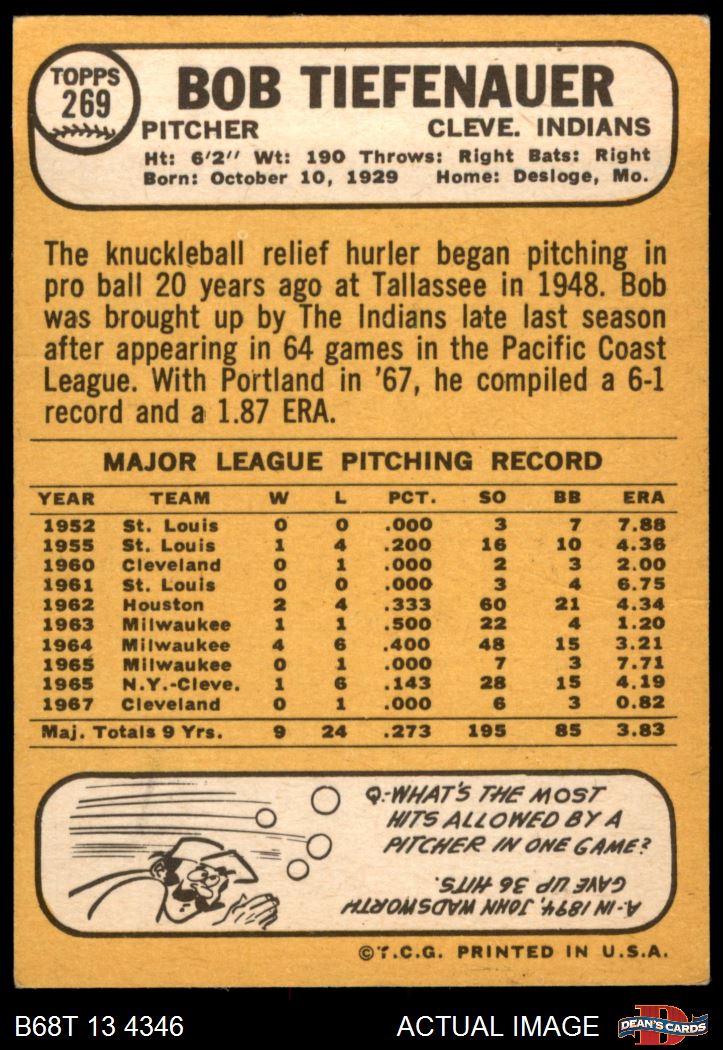 TOPPS
269
BOB TIEFENAUER
PITCHER CLEVE. INDIANS
Ht: 6'2" Wt: 190 Throws: Right Bats: Right
Born: October 10, 1929 Home: Desloge, Mo.
The knuckleball relief hurler began pitching in
pro ball 20 years ago at Tallassee in 1948. Bob
was brought up by The Indians late last season
after appearing in 64 games in the Pacific Coast
League. With Portland in '67, he compiled a 6-1
record and a 1.87 ERA.
MAJOR LEAGUE PITCHING RECORD
YEAR TEAM W L PCT. SO BB ERA
1952 St. Louis 0 0 .000 3 7 7.88
1955 St. Louis 1 4 .200 16 10 4.36
1960 Cleveland 0 1 .000 2 3 2.00
1961 St. Louis 0 0 .000 3 4 6.75
1962 Houston 2 4 .333 60 21 4.34
1963 Milwaukee 1 1 .500 22 4 1.20
1964 Milwaukee 4 6 .400 48 15 3.21
1965 Milwaukee 0 1 .000 7 3 7.71
1965 N.Y.-Cleve. 1 6 .143 28 15 4.19
1967 Cleveland 0 1 .000 6 3 0.82
Maj. Totals 9 Yrs. 9 24 .273 195 85 3.83
Q-WHAT'S THE MOST
HITS ALLOWED BY A
PITCHER IN ONE GAME?
A-IN 1894, JOHN WADSWORTH
GAVE UP 36 HITS.
©T.C.G. PRINTED IN U.S.A.
B68T 13 4346 ACTUAL IMAGE
D
DEAN'S CARDS